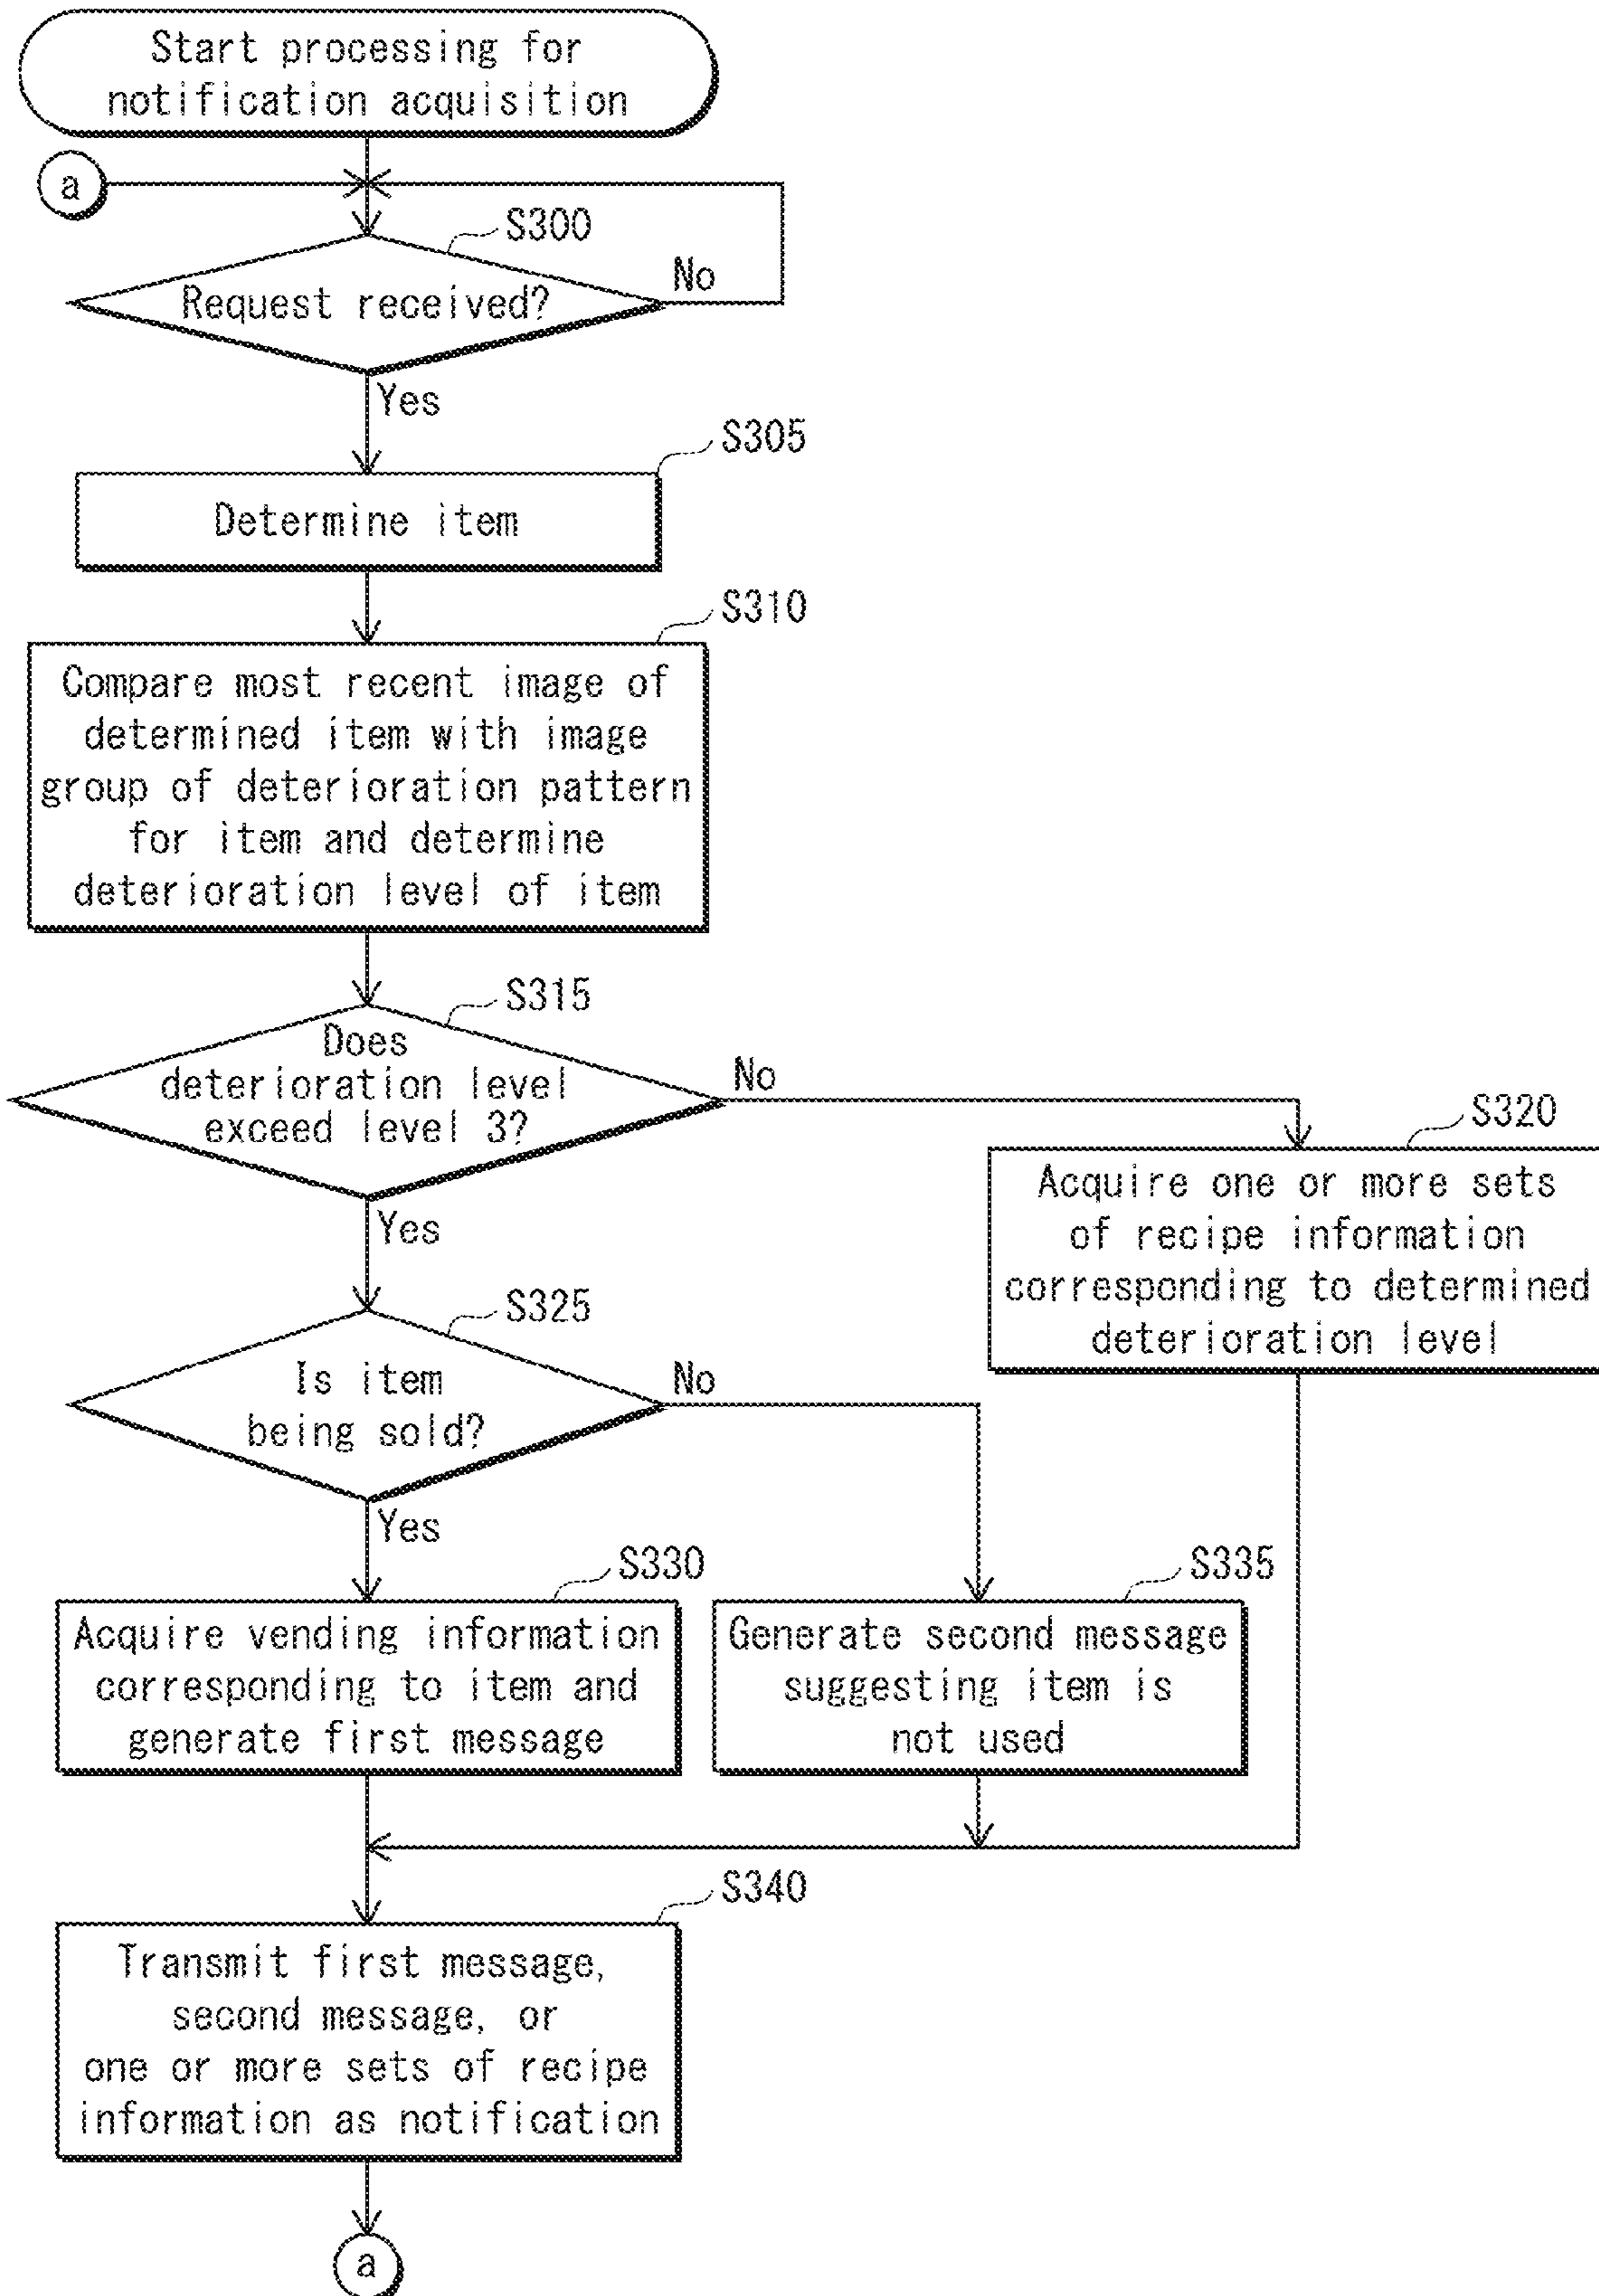 Start processing for
notification acquisition
a
S300
Request received?
No
Yes
S305
Determine item
S310
Compare most recent image of
determined item with image
group of deterioration pattern
for item and determine
deterioration level of item
S315
Does
deterioration level
exceed level 3?
No
Yes
S320
Acquire one or more sets
of recipe information
corresponding to determined
deterioration level
S325
Is item
being sold?
No
Yes
S330
Acquire vending information
corresponding to item and
generate first message
S335
Generate second message
suggesting item is
not used
S340
Transmit first message,
second message, or
one or more sets of recipe
information as notification
a